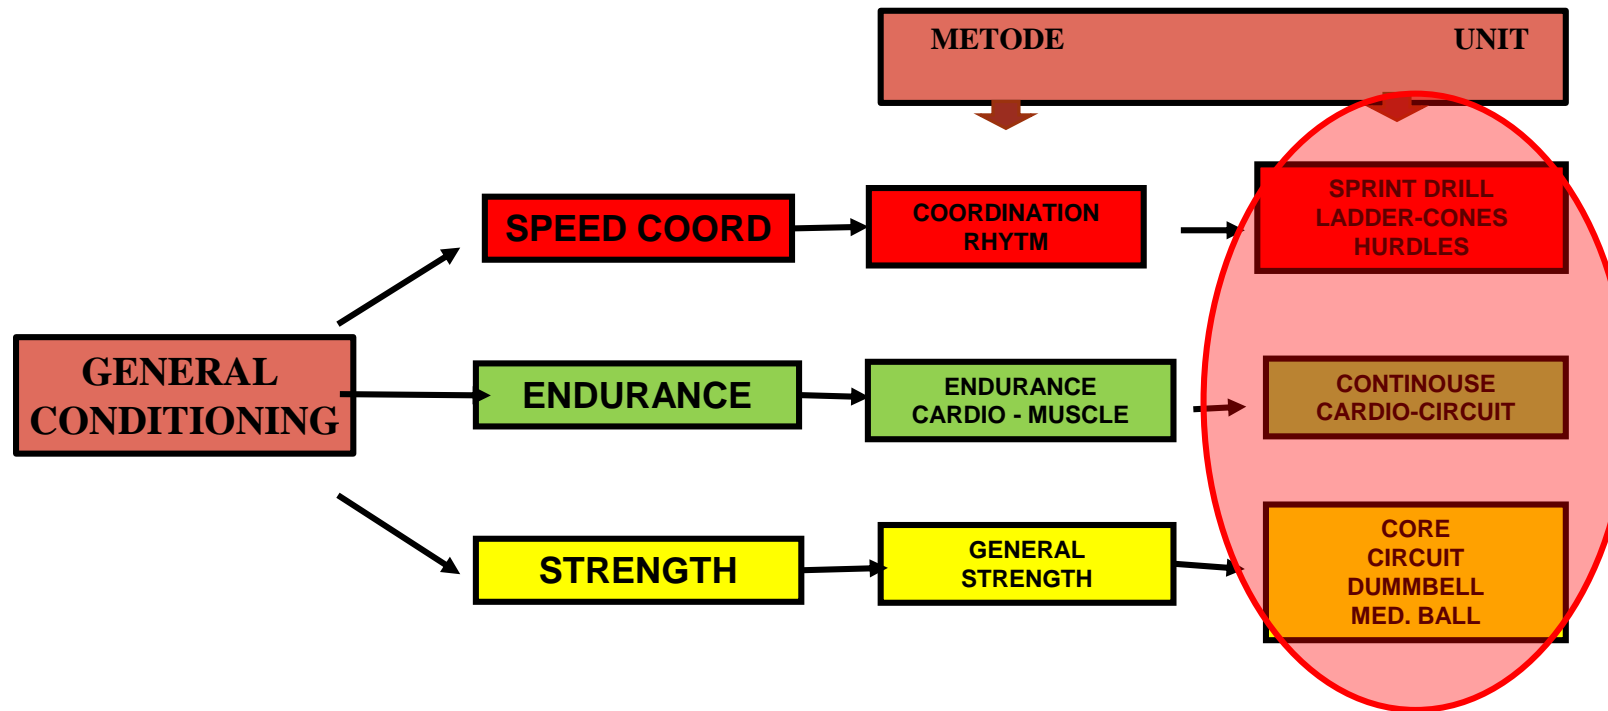 METODE UNIT
SPEED COORD
COORDINATION
RHYTM
SPRINT DRILL
LADDER-CONES
HURDLES
GENERAL
CONDITIONING
ENDURANCE
ENDURANCE
CARDIO - MUSCLE
CONTINOUSE
CARDIO-CIRCUIT
STRENGTH
GENERAL
STRENGTH
CORE
CIRCUIT
DUMMBELL
MED. BALL